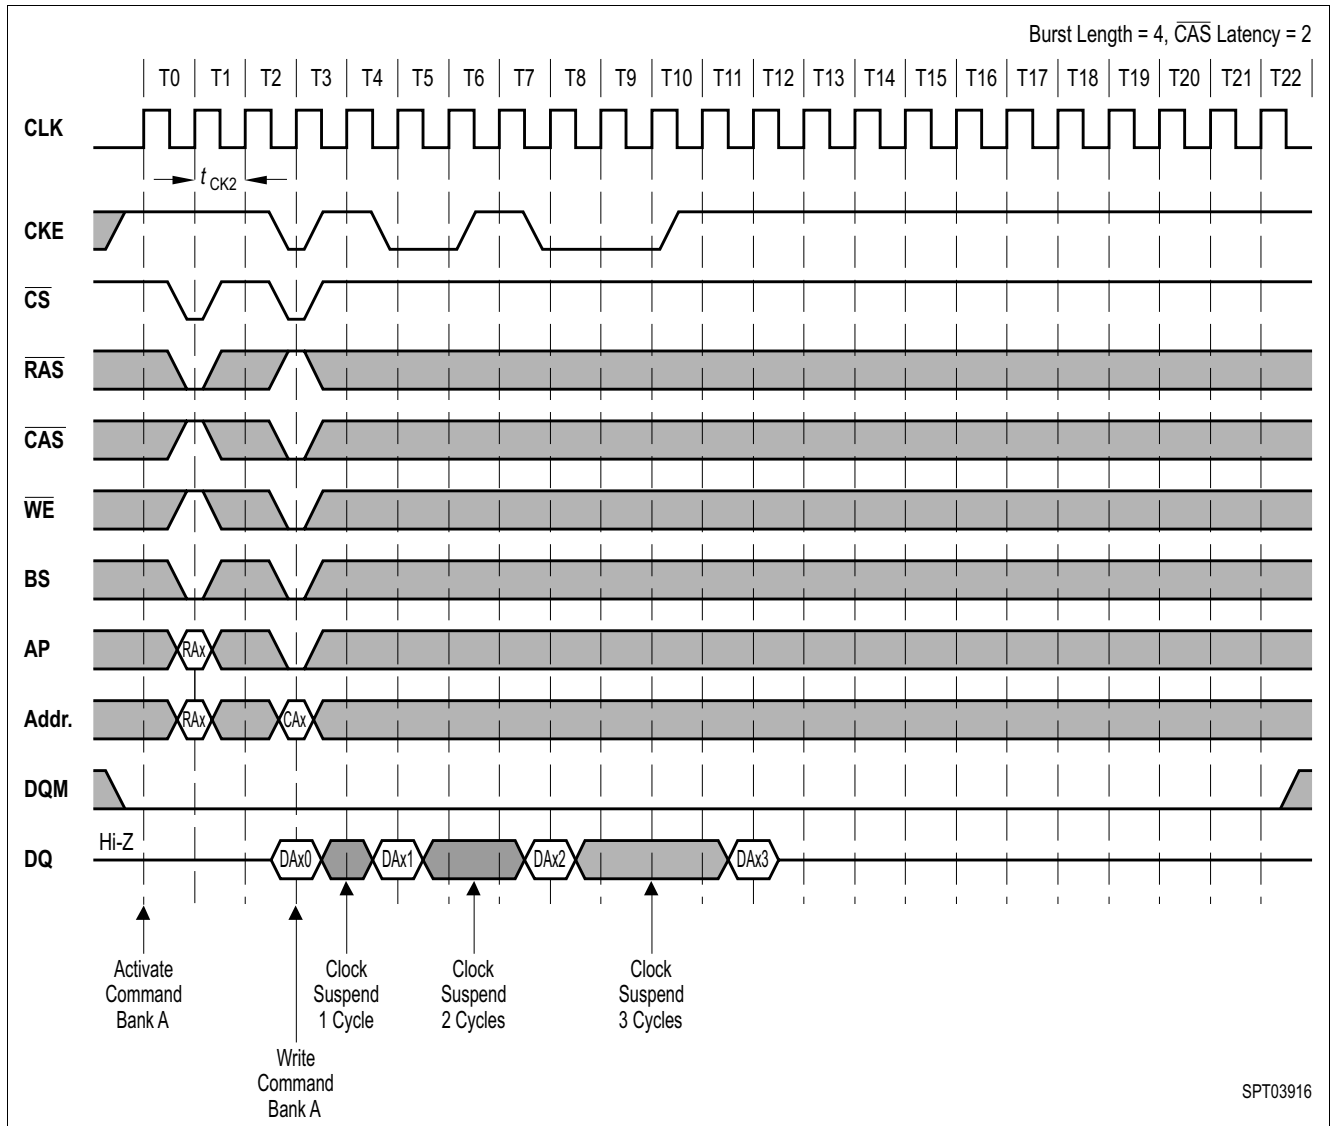 Burst Length = 4, CAS Latency = 2
T0 T1 T2 T3 T4 T5 T6 T7 T8 T9 T10 T11 T12 T13 T14 T15 T16 T17 T18 T19 T20 T21 T22
CLK
t CK2
CKE
CS
RAS
CAS
WE
BS
AP RAx
Addr. RAx CAx
DQM
Hi-Z
DQ DAx0 DAx1 DAx2 DAx3
Activate
Command
Bank A
Write
Command
Bank A
Clock
Suspend
1 Cycle
Clock
Suspend
2 Cycles
Clock
Suspend
3 Cycles
SPT03916